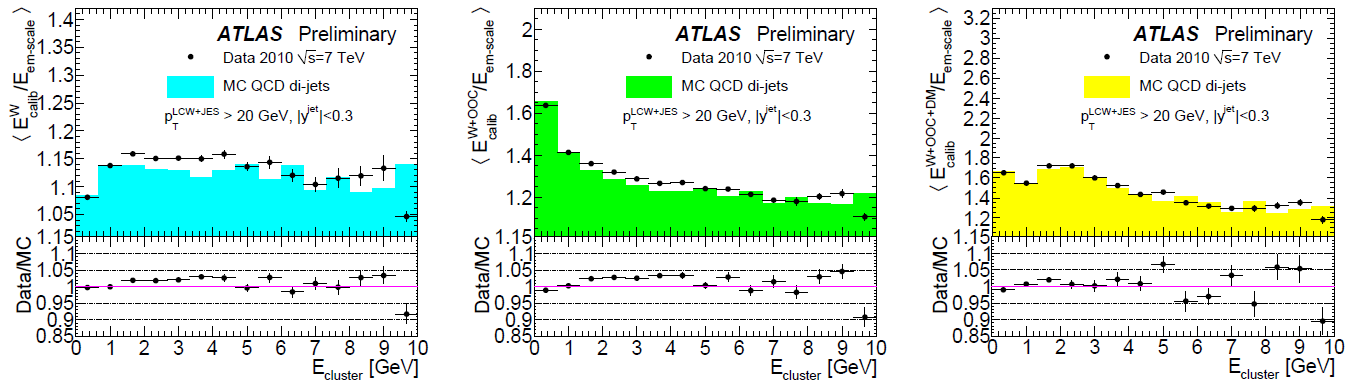 ⟨ E^W_calib /E_em-scale⟩
1.4
1.35
1.3
1.25
1.2
1.15
1.1
1.05
1.15
ATLAS Preliminary
Data 2010 √s=7 TeV
MC QCD di-jets
p_T^LCW+JES > 20 GeV, |y^jet|<0.3
Data/MC
1.1
1.05
1
0.95
0.9
0.85
0 1 2 3 4 5 6 7 8 9 10
E_cluster [GeV]
⟨ E^W+OOC_calib /E_em-scale⟩
2
1.8
1.6
1.4
1.2
1.15
ATLAS Preliminary
Data 2010 √s=7 TeV
MC QCD di-jets
p_T^LCW+JES > 20 GeV, |y^jet|<0.3
Data/MC
1.1
1.05
1
0.95
0.9
0.85
0 1 2 3 4 5 6 7 8 9 10
E_cluster [GeV]
⟨ E^W+OOC+DM_calib /E_em-scale⟩
3.2
3
2.8
2.6
2.4
2.2
2
1.8
1.6
1.4
1.2
1.15
ATLAS Preliminary
Data 2010 √s=7 TeV
MC QCD di-jets
p_T^LCW+JES > 20 GeV, |y^jet|<0.3
Data/MC
1.1
1.05
1
0.95
0.9
0.85
0 1 2 3 4 5 6 7 8 9 10
E_cluster [GeV]